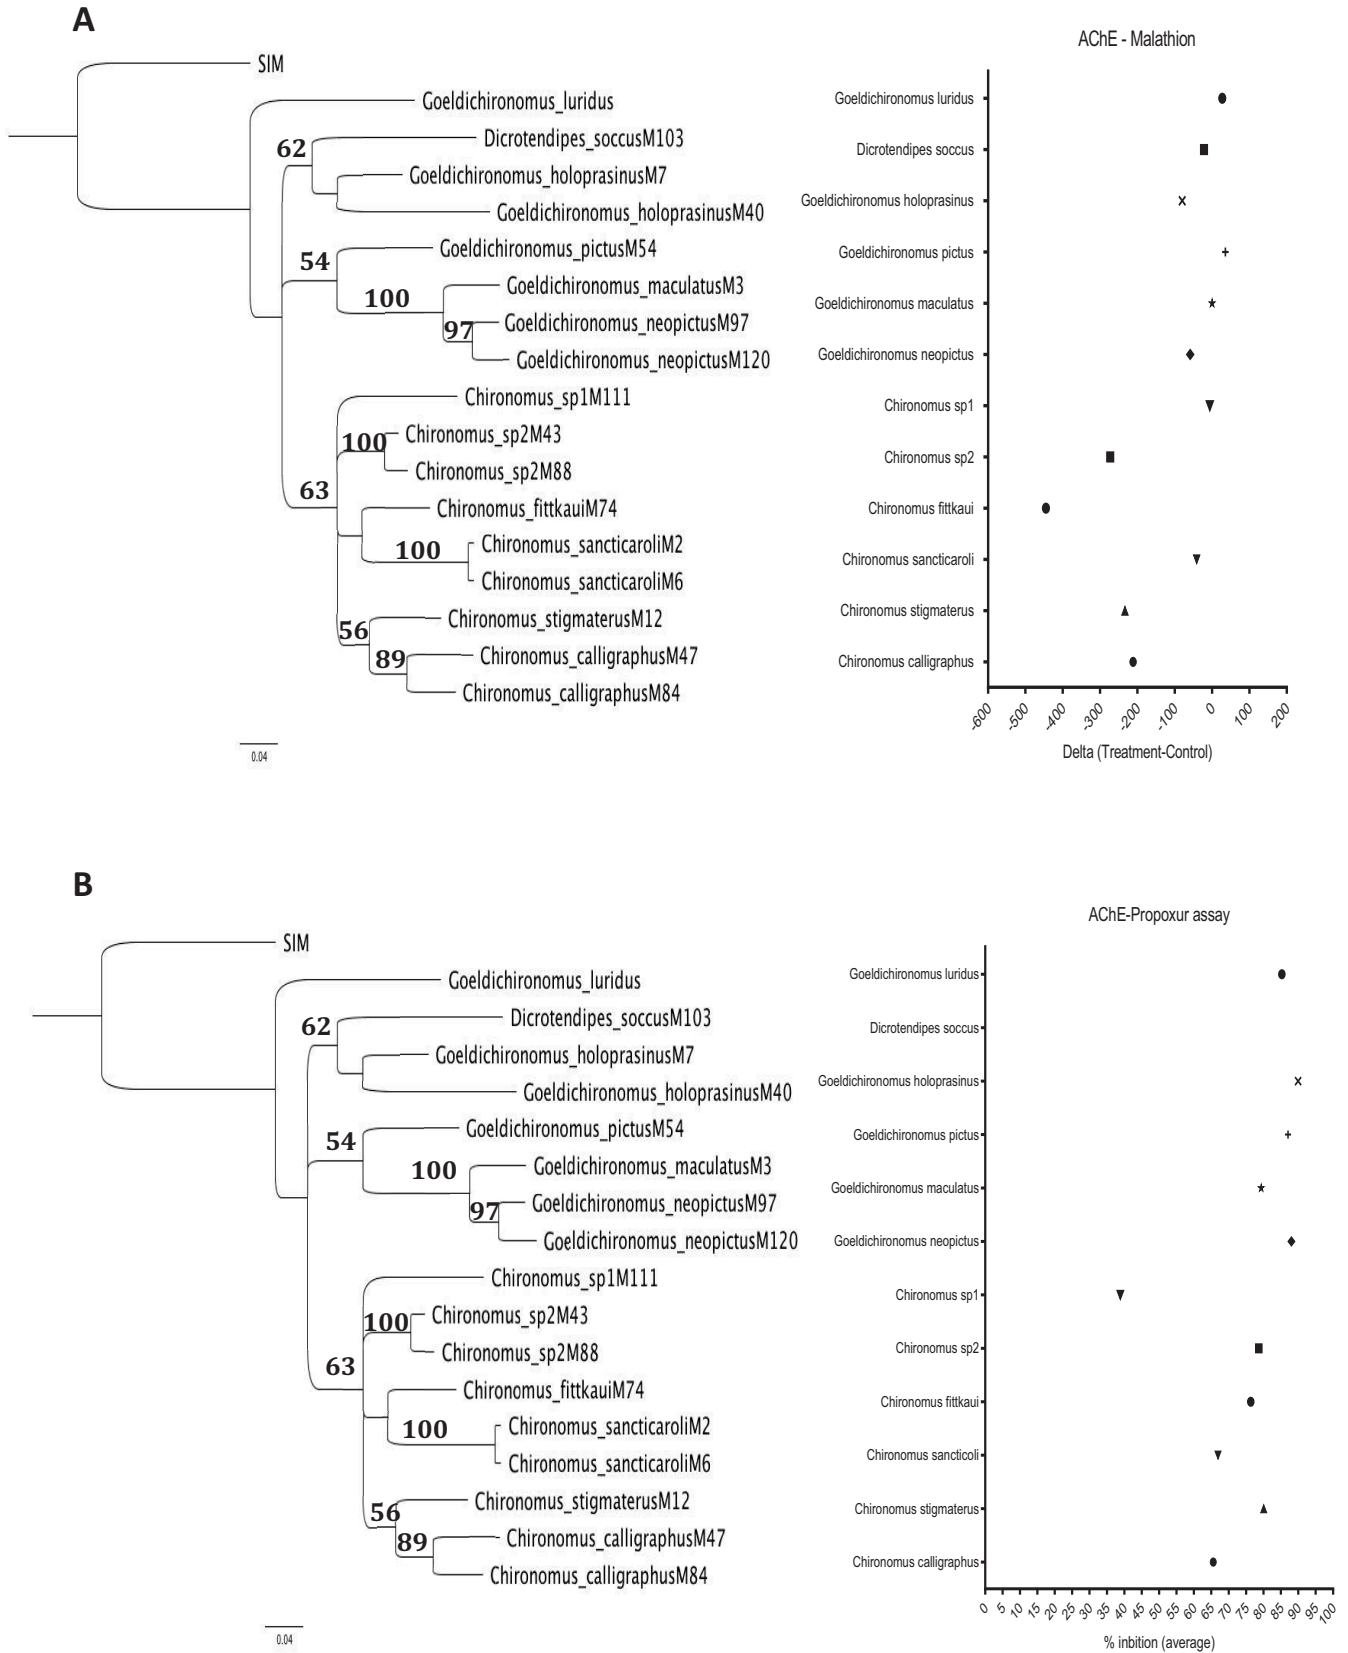 A
AChE - Malathion
SIM
Goeldichironomus_luridus
Dicrotendipes_soccusM103
62
Goeldichironomus_holoprasinusM7
Goeldichironomus_holoprasinusM40
Goeldichironomus_pictusM54
54
Goeldichironomus_maculatusM3
100
Goeldichironomus_neopictusM97
97
Goeldichironomus_neopictusM120
Chironomus_sp1M111
Chironomus_sp2M43
100
Chironomus_sp2M88
63
Chironomus_fittkauiM74
Chironomus_sancticaroliM2
100
Chironomus_sancticaroliM6
Chironomus_stigmaterusM12
56
Chironomus_calligraphusM47
89
Chironomus_calligraphusM84
0.04
Goeldichironomus luridus
Dicrotendipes soccus
Goeldichironomus holoprasinus
Goeldichironomus pictus
Goeldichironomus maculatus
Goeldichironomus neopictus
Chironomus sp1
Chironomus sp2
Chironomus fittkaui
Chironomus sancticaroli
Chironomus stigmaterus
Chironomus calligraphus
-600 -500 -400 -300 -200 -100 0 100 200
Delta (Treatment-Control)
B
AChE-Propoxur assay
SIM
Goeldichironomus_luridus
Dicrotendipes_soccusM103
62
Goeldichironomus_holoprasinusM7
Goeldichironomus_holoprasinusM40
Goeldichironomus_pictusM54
54
Goeldichironomus_maculatusM3
100
Goeldichironomus_neopictusM97
97
Goeldichironomus_neopictusM120
Chironomus_sp1M111
Chironomus_sp2M43
100
Chironomus_sp2M88
63
Chironomus_fittkauiM74
Chironomus_sancticaroliM2
100
Chironomus_sancticaroliM6
Chironomus_stigmaterusM12
56
Chironomus_calligraphusM47
89
Chironomus_calligraphusM84
0.04
Goeldichironomus luridus
Dicrotendipes soccus
Goeldichironomus holoprasinus
Goeldichironomus pictus
Goeldichironomus maculatus
Goeldichironomus neopictus
Chironomus sp1
Chironomus sp2
Chironomus fittkaui
Chironomus sancticoli
Chironomus stigmaterus
Chironomus calligraphus
0 5 10 15 20 25 30 35 40 45 50 55 60 65 70 75 80 85 90 95 100
% inbition (average)